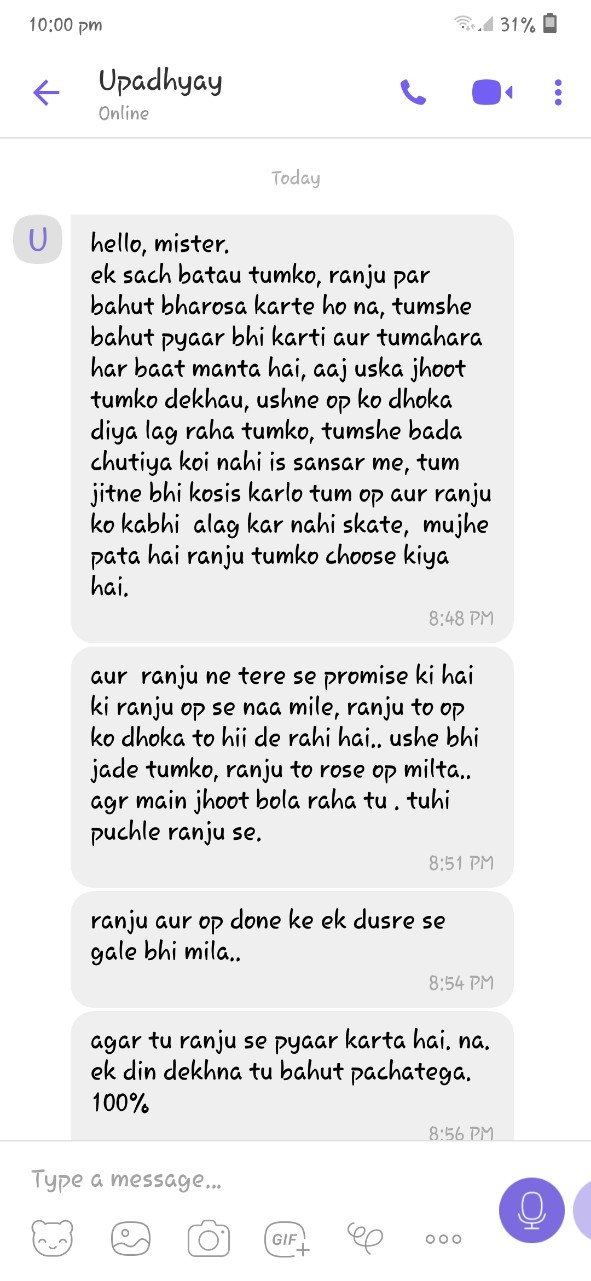 10:00 pm 31%
Upadhyay
Online
Today
U
hello, mister.
ek sach batau tumko, ranju par
bahut bharosa karte ho na, tumshe
bahut pyaar bhi karti aur tumahara
har baat manta hai, aaj uska jhoot
tumko dekhau, ushne op ko dhoka
diya lag raha tumko, tumshe bada
chutiya koi nahi is sansar me, tum
jitne bhi kosis karlo tum op aur ranju
ko kabhi alag kar nahi skate, mujhe
pata hai ranju tumko choose kiya
hai.
8:48 PM
aur ranju ne tere se promise ki hai
ki ranju op se naa mile, ranju to op
ko dhoka to hii de rahi hai.. ushe bhi
jade tumko, ranju to rose op milta..
agr main jhoot bola raha tu . tuhi
puchle ranju se.
8:51 PM
ranju aur op done ke ek dusre se
gale bhi mila..
8:54 PM
agar tu ranju se pyaar karta hai. na.
ek din dekhna tu bahut pachatega.
100%
8:56 PM
Type a message...
GIF